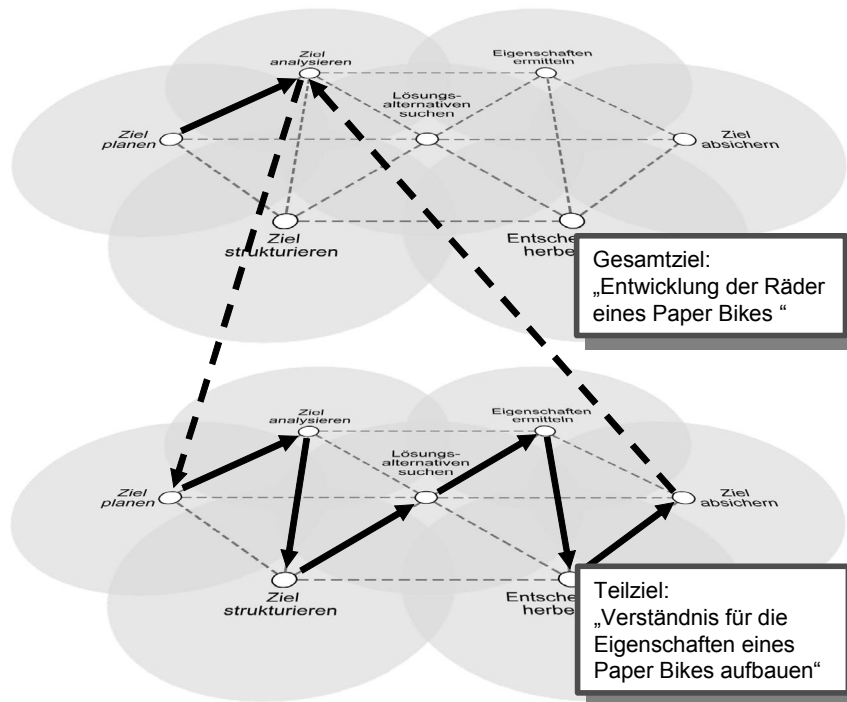 Ziel
analysieren
Eigenschaften
ermitteln
Lösungs-
alternativen
suchen
Ziel
planen
Ziel
absichern
Ziel
strukturieren
Gesamtziel:
„Entwicklung der Räder
eines Paper Bikes “
Ziel
analysieren
Eigenschaften
ermitteln
Lösungs-
alternativen
suchen
Ziel
planen
Ziel
absichern
Ziel
strukturieren
Teilziel:
„Verständnis für die
Eigenschaften eines
Paper Bikes aufbauen“